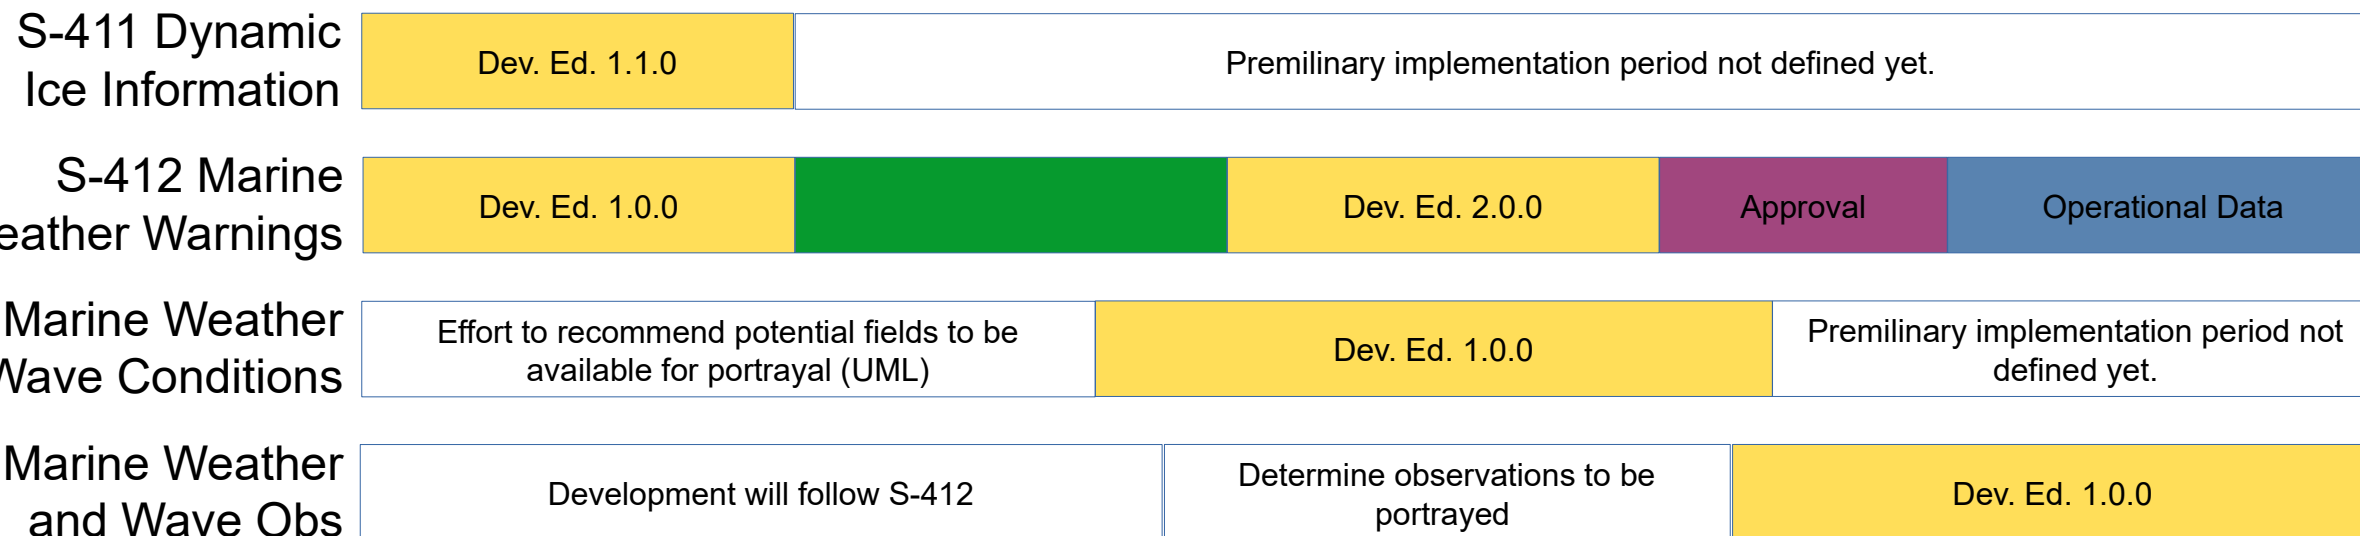 S-411 Dynamic
Ice Information
Dev. Ed. 1.1.0
Premilinary implementation period not defined yet.
S-412 Marine
eather Warnings
Dev. Ed. 1.0.0
Dev. Ed. 2.0.0
Approval
Operational Data
Marine Weather
Wave Conditions
Effort to recommend potential fields to be
available for portrayal (UML)
Dev. Ed. 1.0.0
Premilinary implementation period not
defined yet.
Marine Weather
and Wave Obs
Development will follow S-412
Determine observations to be
portrayed
Dev. Ed. 1.0.0